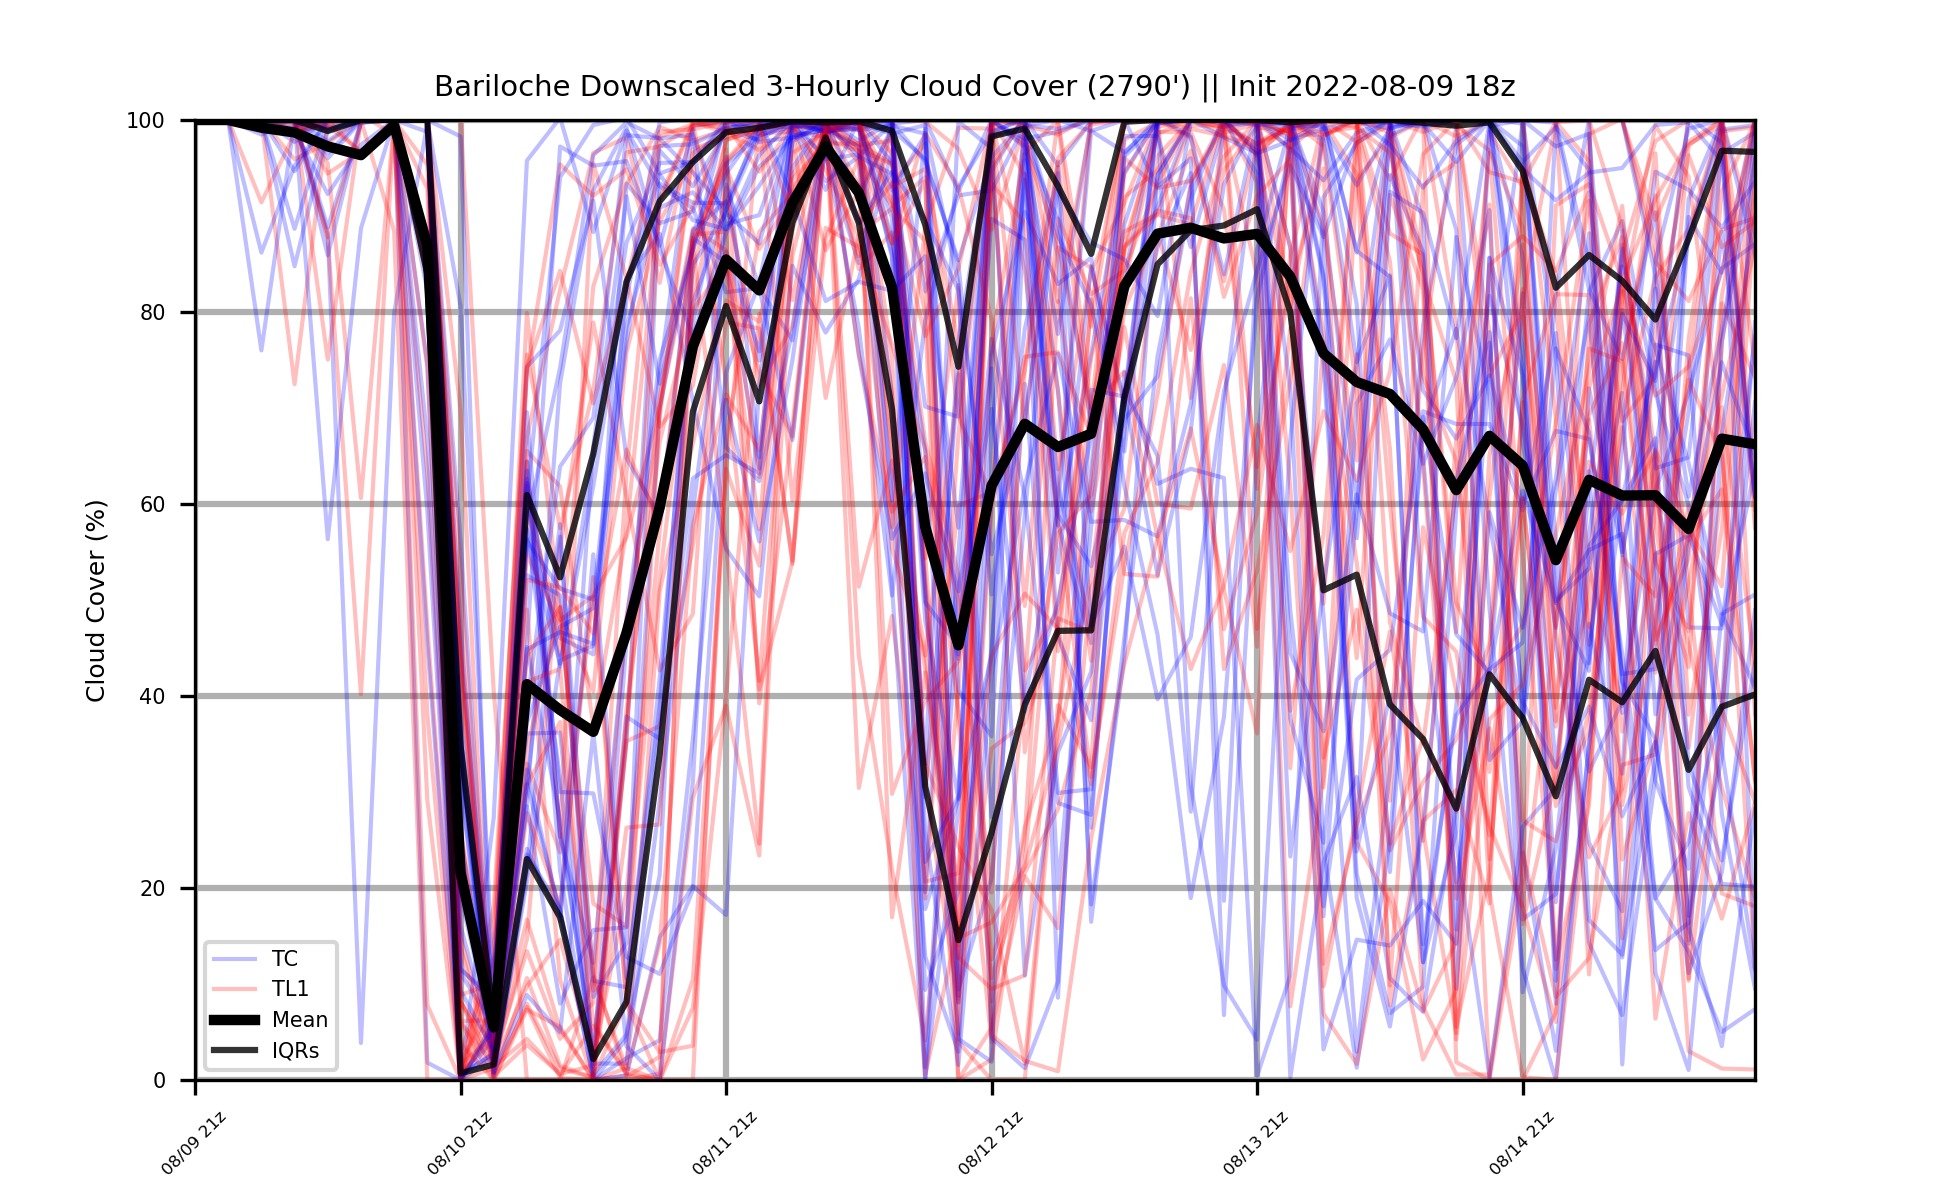 Bariloche Downscaled 3-Hourly Cloud Cover (2790') || Init 2022-08-09 18z
Cloud Cover (%)
100
80
60
40
20
0
TC
TL1
Mean
IQRs
08/09 21z
08/10 21z
08/11 21z
08/12 21z
08/13 21z
08/14 21z